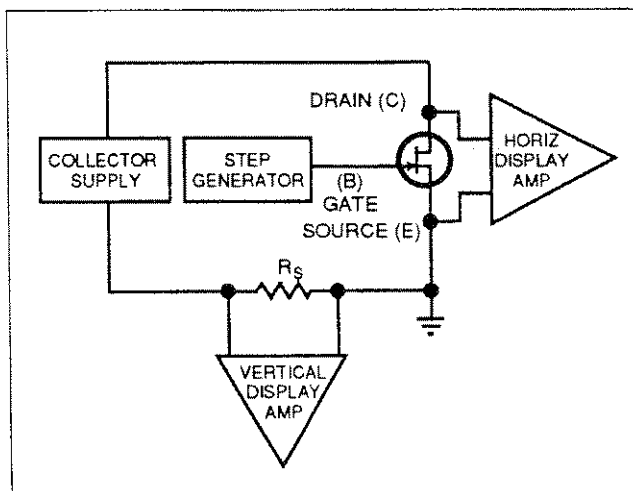 DRAIN (C)
HORIZ
DISPLAY
AMP
COLLECTOR
SUPPLY
STEP
GENERATOR
(B)
GATE
SOURCE (E)
RS
VERTICAL
DISPLAY
AMP